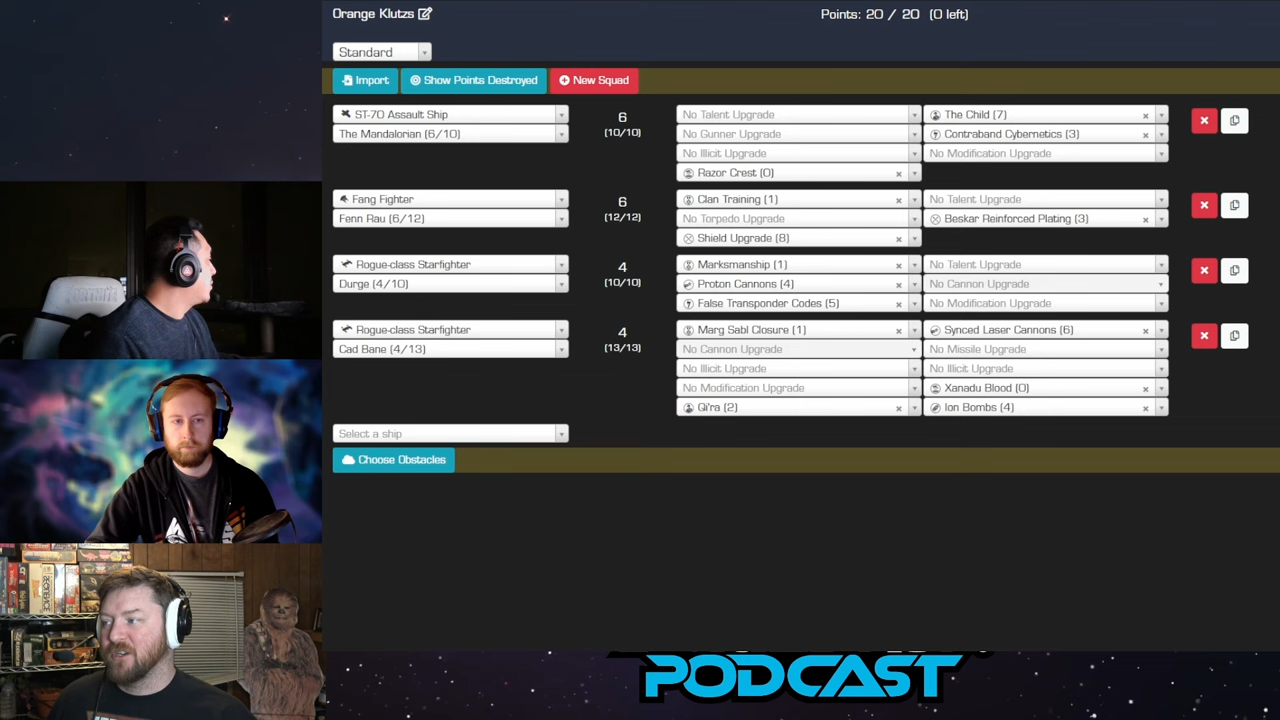 Orange Klutzs
Points: 20 / 20 (0 left)
Standard
Import
Show Points Destroyed
New Squad
ST-70 Assault Ship
The Mandalorian (6/10)
6
(10/10)
No Talent Upgrade
The Child (7)
No Gunner Upgrade
Contraband Cybernetics (3)
No Illicit Upgrade
No Modification Upgrade
Razor Crest (0)
Fang Fighter
Fenn Rau (6/12)
6
(12/12)
Clan Training (1)
No Talent Upgrade
No Torpedo Upgrade
Beskar Reinforced Plating (3)
Shield Upgrade (8)
Rogue-class Starfighter
Durge (4/10)
4
(10/10)
Marksmanship (1)
No Talent Upgrade
Proton Cannons (4)
No Cannon Upgrade
False Transponder Codes (5)
No Modification Upgrade
Rogue-class Starfighter
Cad Bane (4/13)
4
(13/13)
Marg Sabl Closure (1)
Synced Laser Cannons (6)
No Cannon Upgrade
No Missile Upgrade
No Illicit Upgrade
No Illicit Upgrade
No Modification Upgrade
Xanadu Blood (0)
Qi'ra (2)
Ion Bombs (4)
Select a ship
Choose Obstacles
PODCAST